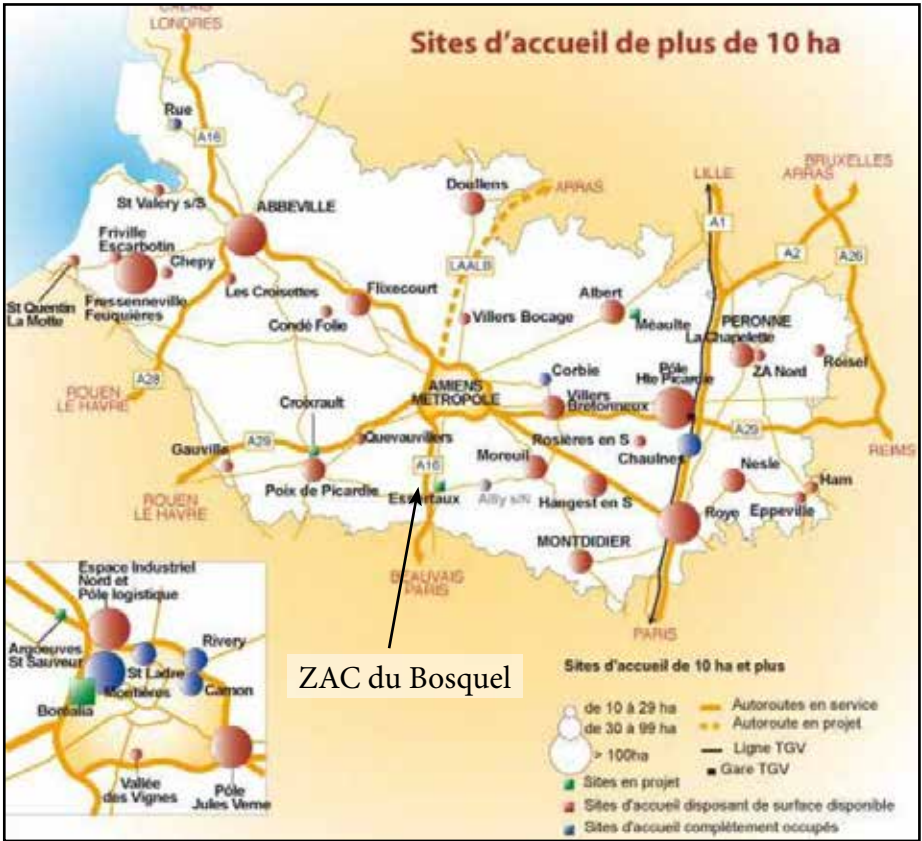 CALAIS
LONDRES
Sites d'accueil de plus de 10 ha
Rue
A16
LILLE
BRUXELLES
ARRAS
Doullens
ARRAS
St Valery s/S
ABBEVILLE
A1
A2
A26
Friville
Escarbotin
Chepy
LAALB
St Quentin
La Motte
Fressenneville
Feuquières
Les Croisettes
Flixecourt
Condé Folie
Villers Bocage
Albert
Méaulte
PERONNE
La Chapelette
ZA Nord
Roisel
A28
ROUEN
LE HAVRE
Croixrault
AMIENS
METROPOLE
Corbie
Villers
Bretonneux
Pôle
Hte Picardie
Gauville
A29
Quevauvillers
A16
Moreuil
Rosières en S
Chaulnes
A29
REIMS
Poix de Picardie
Essertaux
Ailly s/N
Hangest en S
Nesle
Ham
Eppeville
Roye
ROUEN
LE HAVRE
MONTDIDIER
BEAUVAIS
PARIS
PARIS
ZAC du Bosquel
Espace Industriel
Nord et
Pôle logistique
Argoeuves
St Sauveur
Rivery
St Ladre
Montières
Camon
Boréalia
Vallée
des Vignes
Pôle
Jules Verne
Sites d'accueil de 10 ha et plus
de 10 à 29 ha
de 30 à 99 ha
> 100ha
Autoroutes en service
Autoroute en projet
Ligne TGV
Gare TGV
Sites en projet
Sites d'accueil disposant de surface disponible
Sites d'accueil complètement occupés